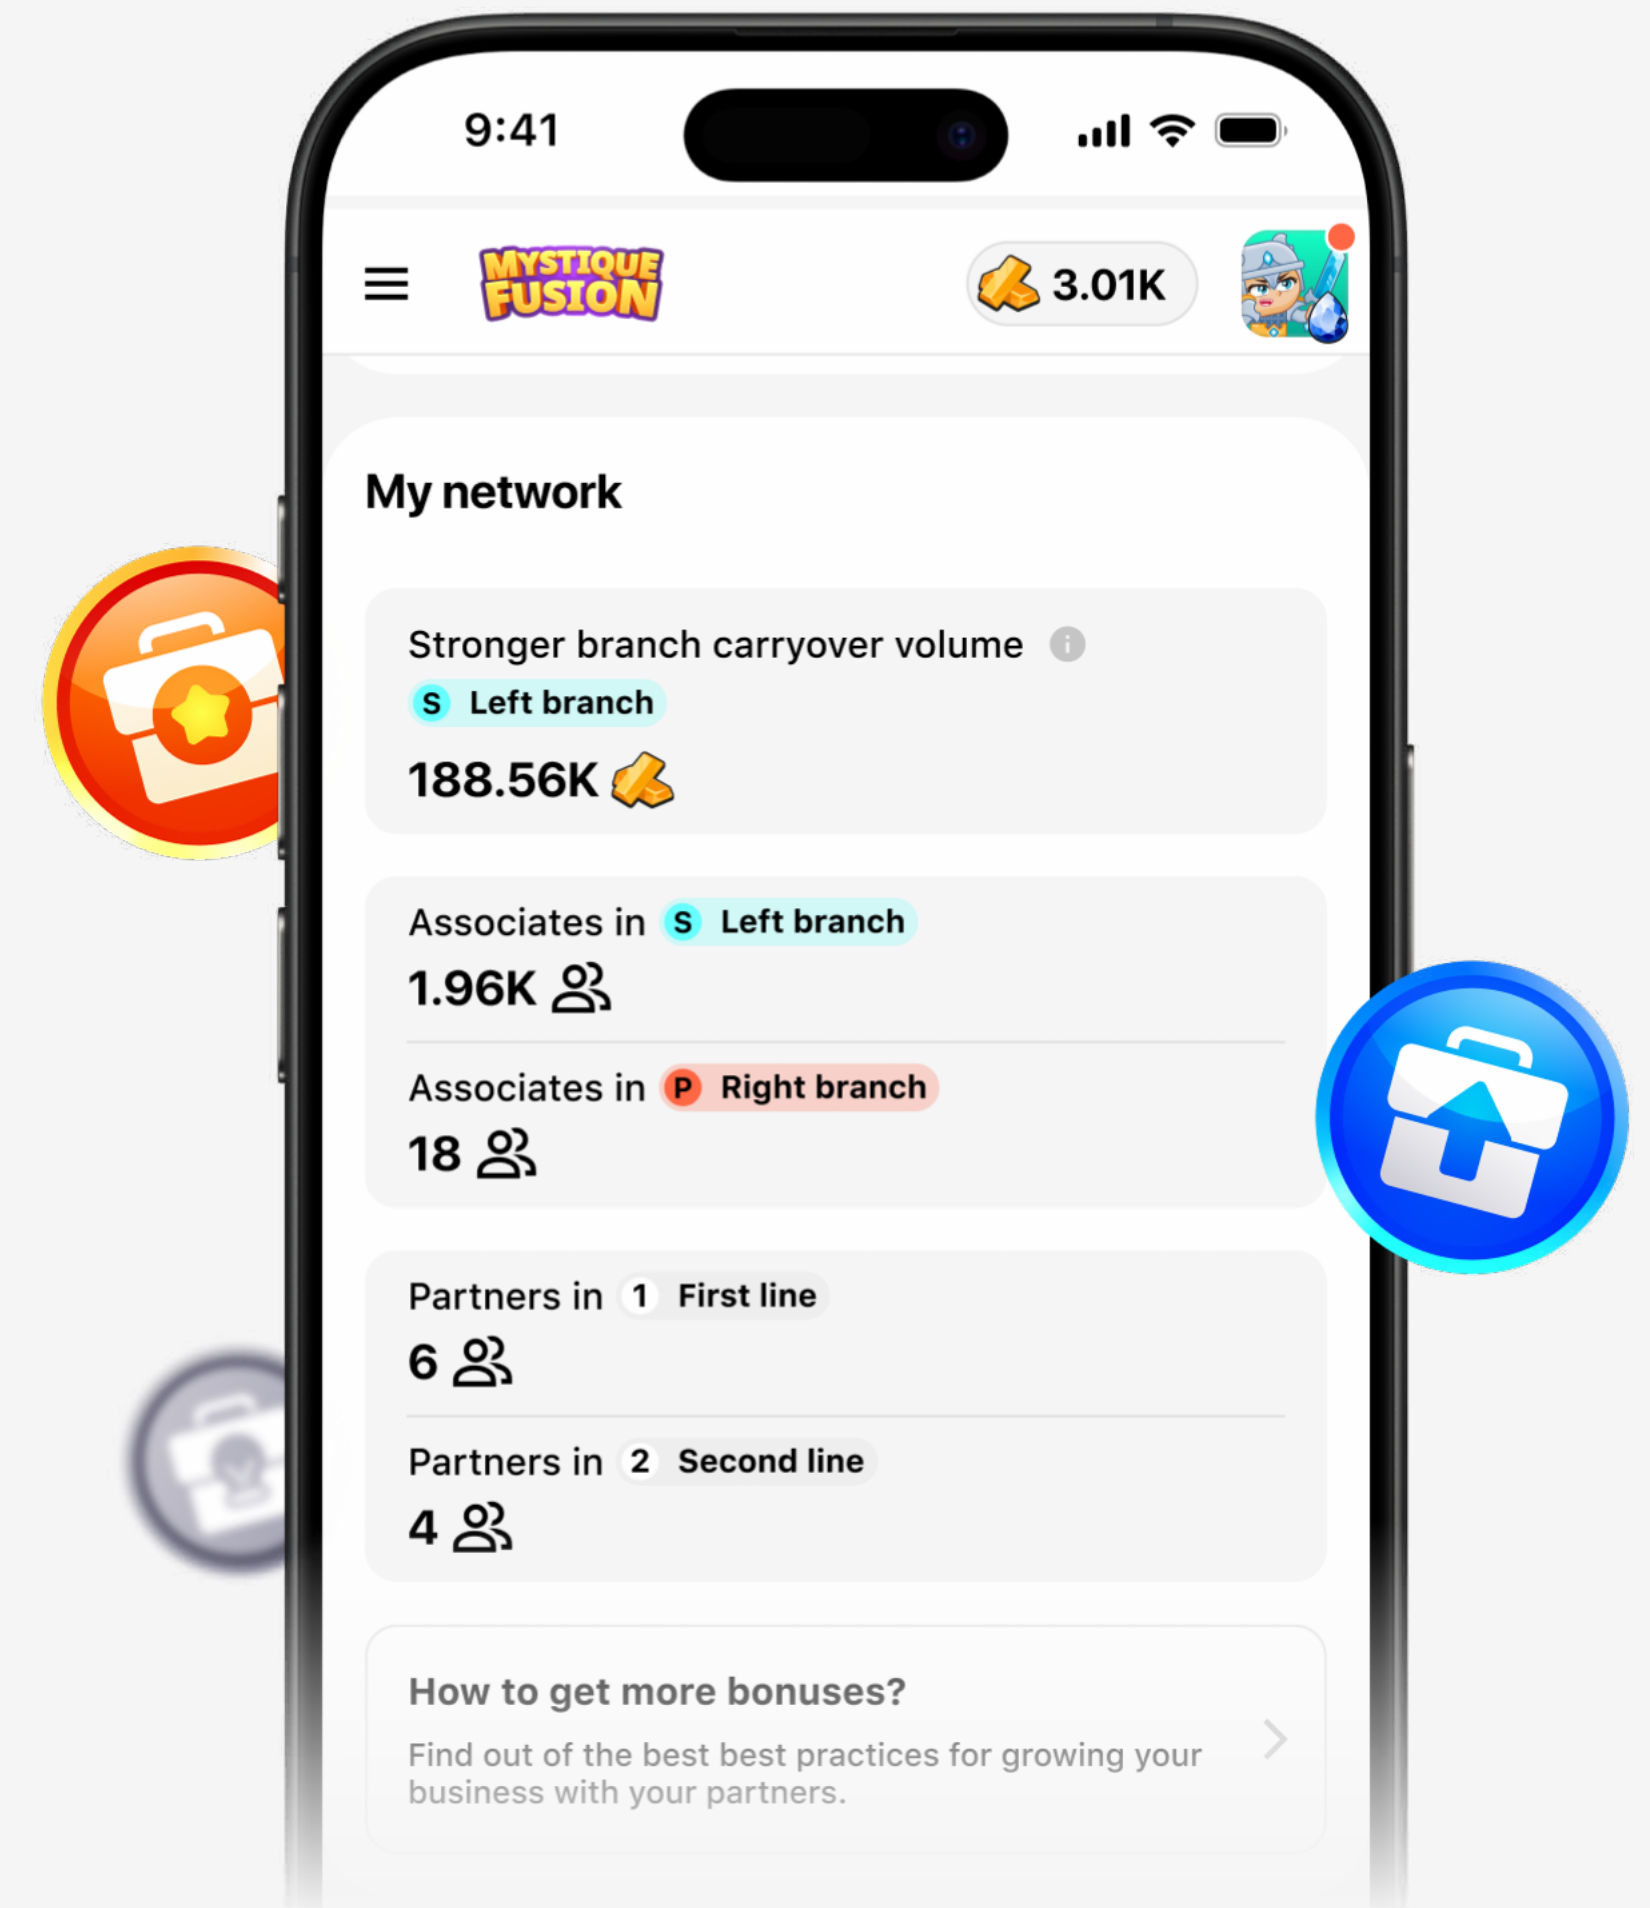 9:41
MYSTIQUE
FUSION
3.01K
My network
Stronger branch carryover volume i
S Left branch
188.56K
Associates in S Left branch
1.96K
Associates in P Right branch
18
Partners in 1 First line
6
Partners in 2 Second line
4
How to get more bonuses?
Find out of the best best practices for growing your
business with your partners.